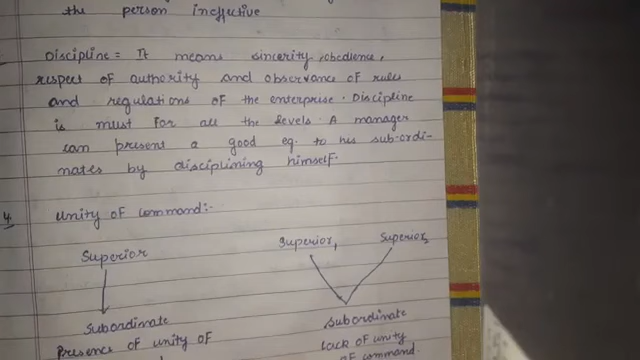 the person ineffective
Discipline = It means sincerity, obedience,
respect of authority and observance of rules
and regulations of the enterprise. Discipline
is must for all the levels. A manager
can present a good eg. to his sub-ordi-
nates by disciplining himself.
4. Unity of command:-
Superior Superior₁ Superior₂
Subordinate Subordinate
Presence of unity of Lack of unity
of command